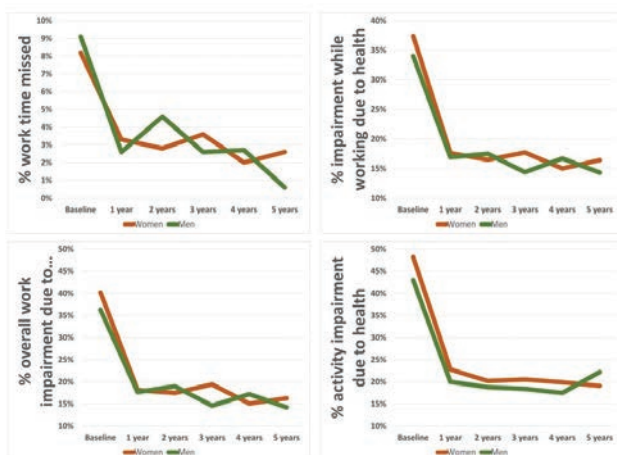 % work time missed
10%
9%
8%
7%
6%
5%
4%
3%
2%
1%
0%
Baseline 1 year 2 years 3 years 4 years 5 years
Women Men
% impairment while
working due to health
40%
35%
30%
25%
20%
15%
10%
Baseline 1 year 2 years 3 years 4 years 5 years
Women Men
% overall work
impairment due to...
50%
45%
40%
35%
30%
25%
20%
15%
10%
Baseline 1 year 2 years 3 years 4 years 5 years
Women Men
% activity impairment
due to health
50%
45%
40%
35%
30%
25%
20%
15%
10%
Baseline 1 year 2 years 3 years 4 years 5 years
Women Men